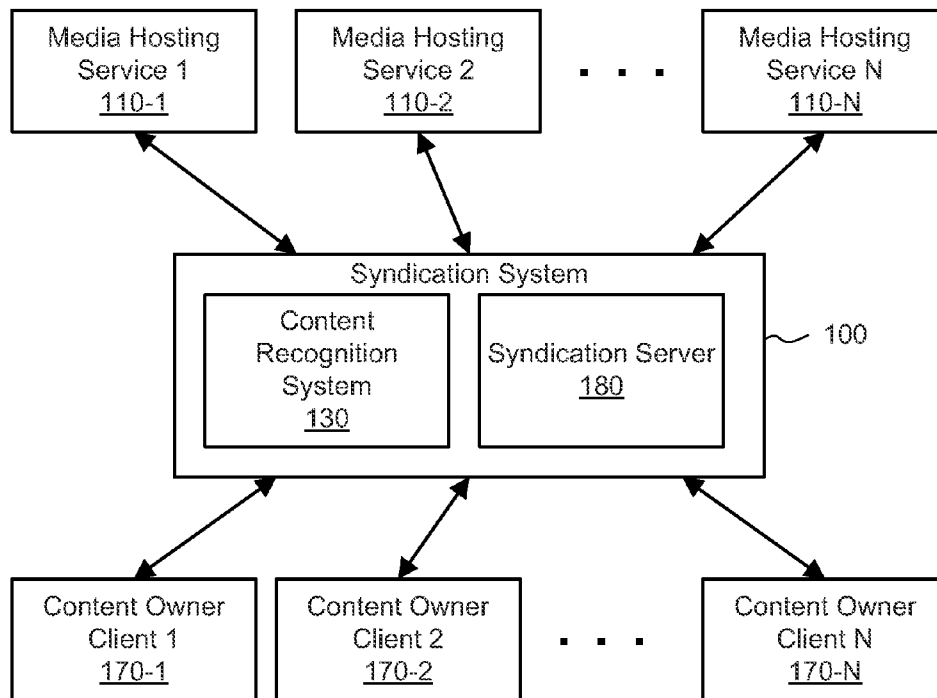 Media Hosting
Service 1
110-1
Media Hosting
Service 2
110-2
. . .
Media Hosting
Service N
110-N
Syndication System
Content
Recognition
System
130
Syndication Server
180
100
Content Owner
Client 1
170-1
Content Owner
Client 2
170-2
. . .
Content Owner
Client N
170-N